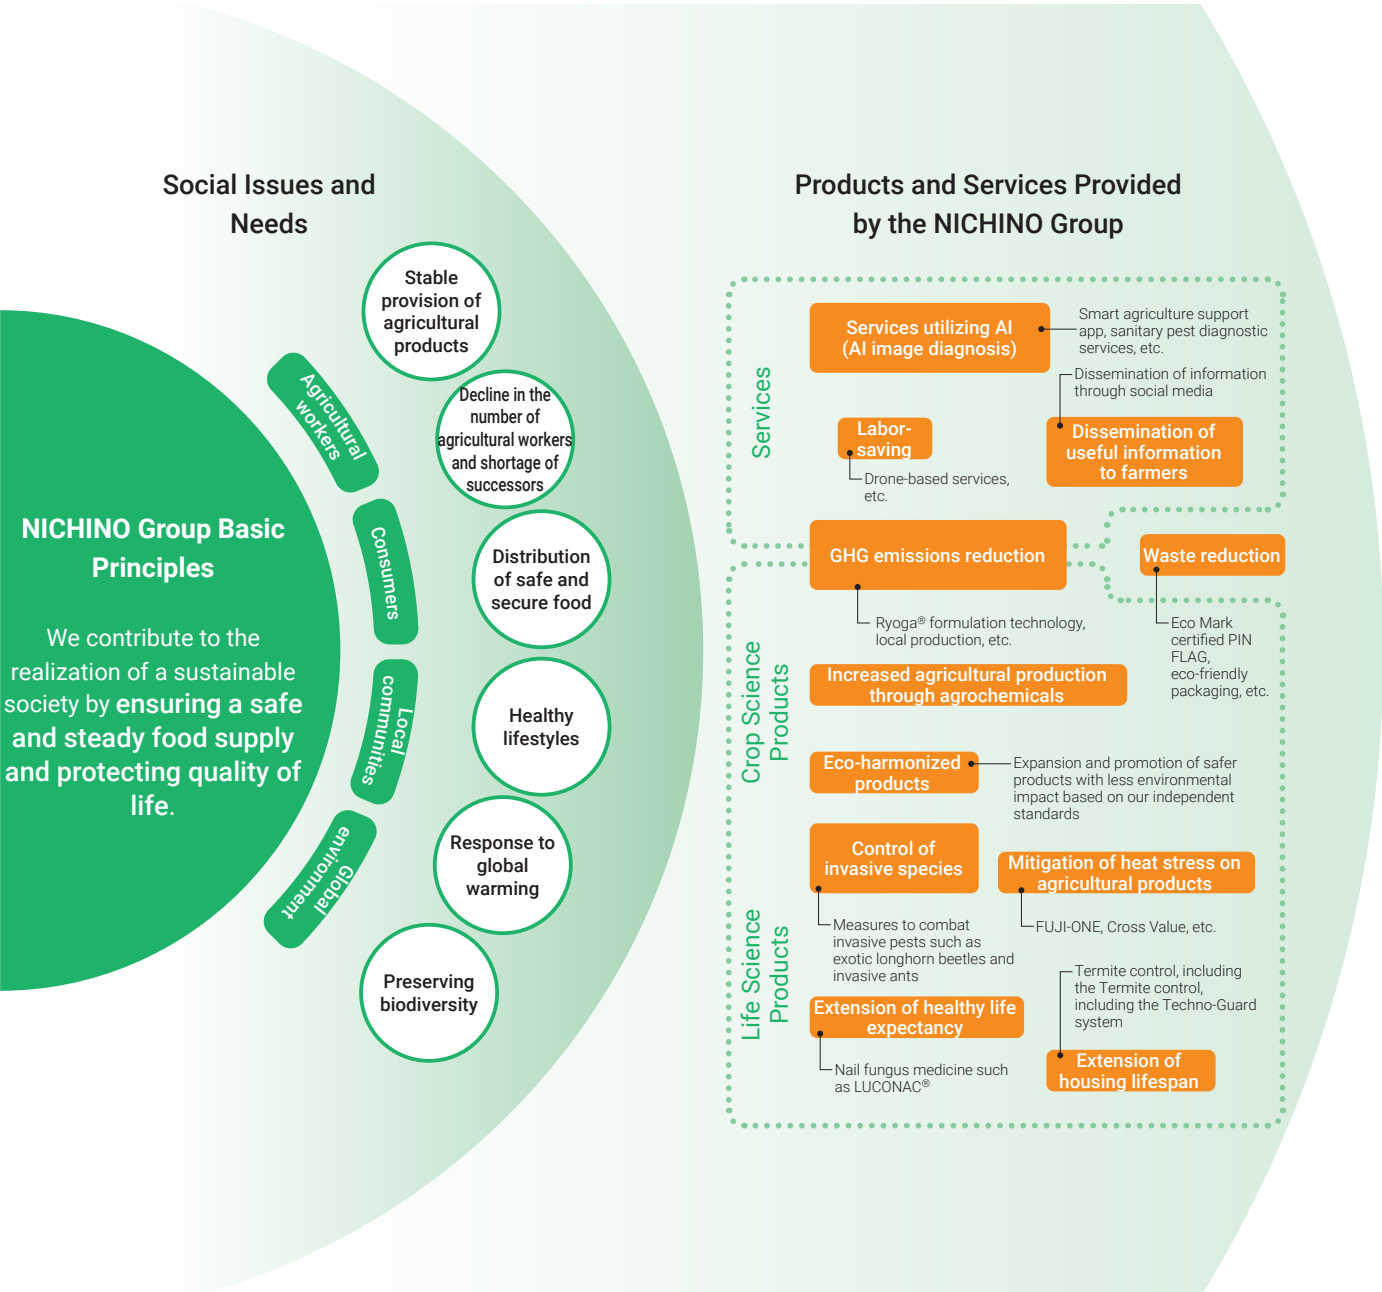 Social Issues and
Needs
Products and Services Provided
by the NICHINO Group
NICHINO Group Basic
Principles
We contribute to the
realization of a sustainable
society by ensuring a safe
and steady food supply
and protecting quality of
life.
Agricultural
workers
Consumers
Local
communities
Global
environment
Stable
provision of
agricultural
products
Decline in the
number of
agricultural workers
and shortage of
successors
Distribution
of safe and
secure food
Healthy
lifestyles
Response to
global
warming
Preserving
biodiversity
Services
Services utilizing AI
(AI image diagnosis)
Smart agriculture support
app, sanitary pest diagnostic
services, etc.
Dissemination of information
through social media
Labor-
saving
Drone-based services,
etc.
Dissemination of
useful information
to farmers
GHG emissions reduction
Ryoga® formulation technology,
local production, etc.
Waste reduction
Eco Mark
certified PIN
FLAG,
eco-friendly
packaging, etc.
Crop Science
Products
Increased agricultural production
through agrochemicals
Eco-harmonized
products
Expansion and promotion of safer
products with less environmental
impact based on our independent
standards
Control of
invasive species
Measures to combat
invasive pests such as
exotic longhorn beetles and
invasive ants
Mitigation of heat stress on
agricultural products
FUJI-ONE, Cross Value, etc.
Life Science
Products
Extension of healthy life
expectancy
Nail fungus medicine such
as LUCONAC®
Termite control, including
the Termite control,
including the Techno-Guard
system
Extension of
housing lifespan